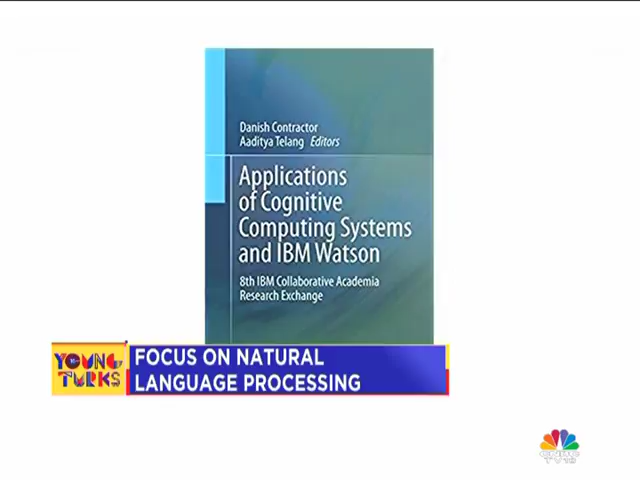 Danish Contractor
Aaditya Telang Editors
Applications
of Cognitive
Computing Systems
and IBM Watson
8th IBM Collaborative Academia
Research Exchange
YOUNG
TURKS
FOCUS ON NATURAL
LANGUAGE PROCESSING